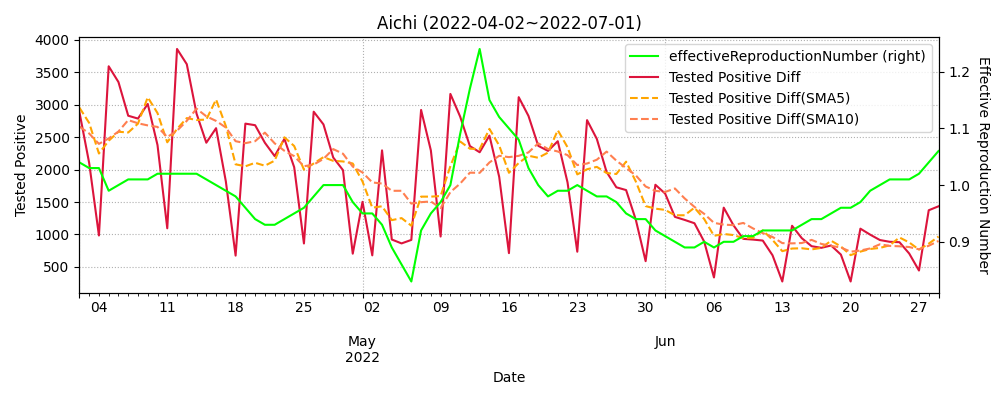 Aichi (2022-04-02~2022-07-01)
effectiveReproductionNumber (right)
Tested Positive Diff
Tested Positive Diff(SMA5)
Tested Positive Diff(SMA10)
Tested Positive
4000
3500
3000
2500
2000
1500
1000
500
Effective Reproduction Number
1.2
1.1
1.0
0.9
04 11 18 25 02 09 16 23 30 06 13 20 27
May
2022
Jun
Date